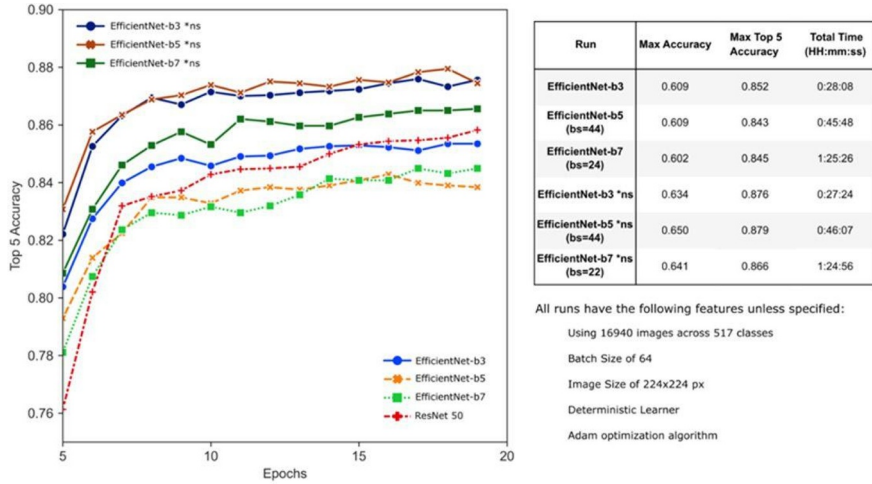 0.90
0.88
0.86
0.84
0.82
0.80
0.78
0.76
Top 5 Accuracy
EfficientNet-b3 *ns
EfficientNet-b5 *ns
EfficientNet-b7 *ns
EfficientNet-b3
EfficientNet-b5
EfficientNet-b7
ResNet 50
5 10 15 20
Epochs
Run Max Accuracy Max Top 5 Accuracy Total Time (HH:mm:ss)
EfficientNet-b3 0.609 0.852 0:28:08
EfficientNet-b5 (bs=44) 0.609 0.843 0:45:48
EfficientNet-b7 (bs=24) 0.602 0.845 1:25:26
EfficientNet-b3 *ns 0.634 0.876 0:27:24
EfficientNet-b5 *ns (bs=44) 0.650 0.879 0:46:07
EfficientNet-b7 *ns (bs=22) 0.641 0.866 1:24:56
All runs have the following features unless specified:
Using 16940 images across 517 classes
Batch Size of 64
Image Size of 224x224 px
Deterministic Learner
Adam optimization algorithm